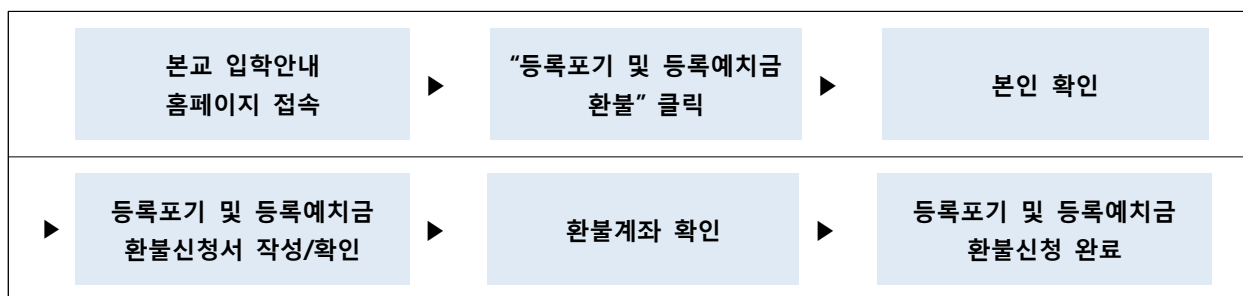 본교 입학안내
홈페이지 접속
▶
“등록포기 및 등록예치금
환불” 클릭
▶
본인 확인
▶
등록포기 및 등록예치금
환불신청서 작성/확인
▶
환불계좌 확인
▶
등록포기 및 등록예치금
환불신청 완료